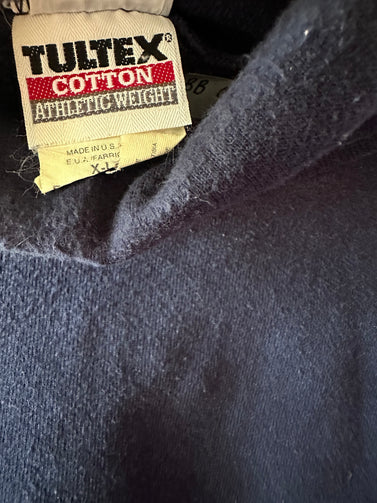 TULTEX®
COTTON
ATHLETIC WEIGHT
MADE IN U.S.
X-L